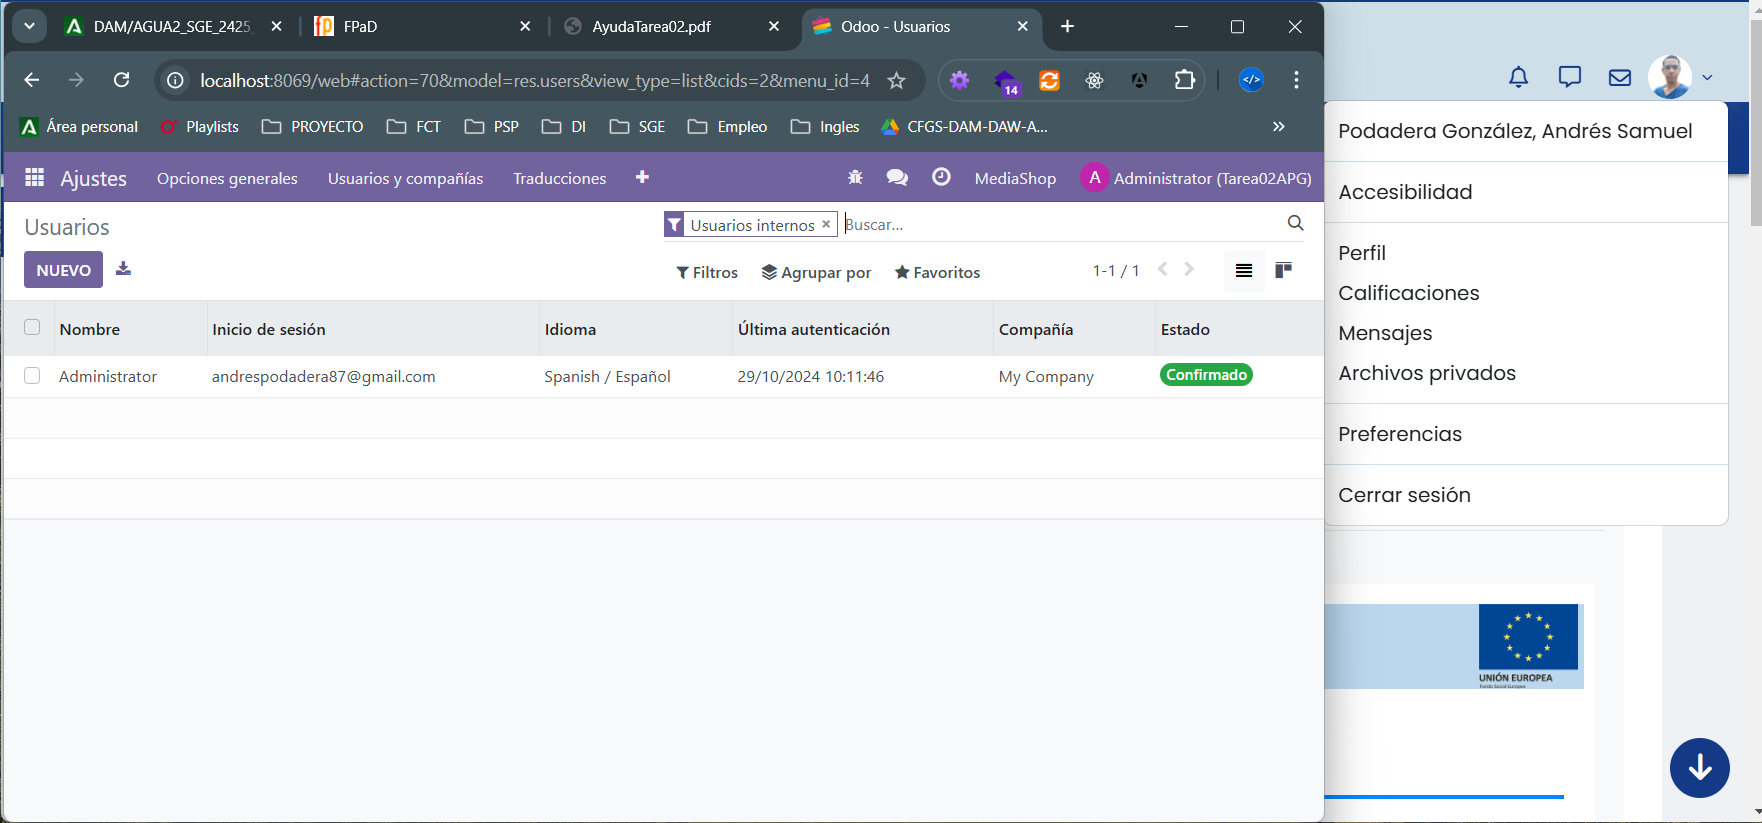 DAM/AGUA2_SGE_2425
FPaD
AyudaTarea02.pdf
Odoo - Usuarios
localhost:8069/web#action=70&model=res.users&view_type=list&cids=2&menu_id=4
14
Área personal
Playlists
PROYECTO
FCT
PSP
DI
SGE
Empleo
Ingles
CFGS-DAM-DAW-A...
Ajustes
Opciones generales
Usuarios y compañías
Traducciones
MediaShop
A
Administrator (Tarea02APG)
Usuarios
Usuarios internos
Buscar...
NUEVO
Filtros
Agrupar por
Favoritos
1-1 / 1
Nombre
Inicio de sesión
Idioma
Última autenticación
Compañía
Estado
Administrator
andrespodadera87@gmail.com
Spanish / Español
29/10/2024 10:11:46
My Company
Confirmado
Podadera González, Andrés Samuel
Accesibilidad
Perfil
Calificaciones
Mensajes
Archivos privados
Preferencias
Cerrar sesión
UNIÓN EUROPEA
Fondo Social Europeo